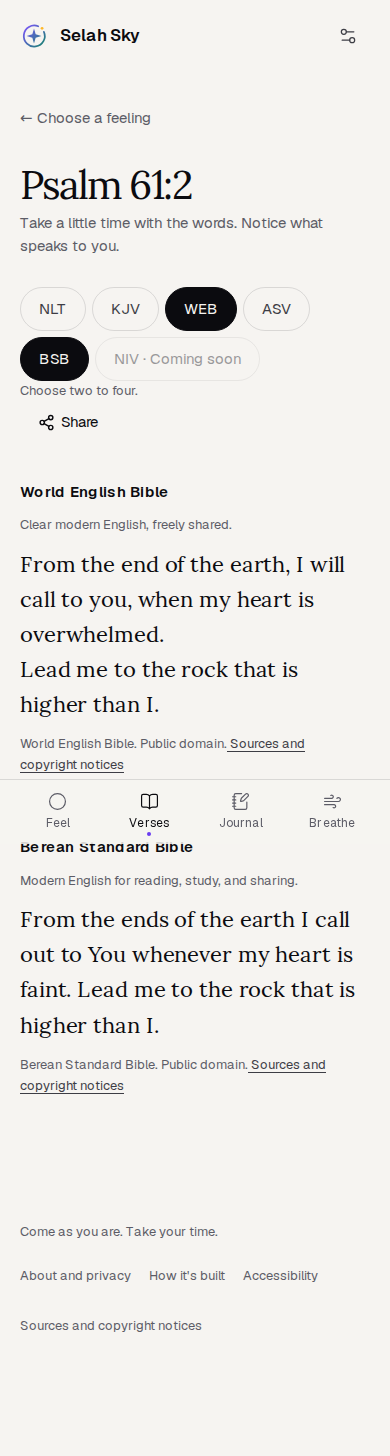 Selah Sky
← Choose a feeling
Psalm 61:2
Take a little time with the words. Notice what
speaks to you.
NLT
KJV
WEB
ASV
BSB
NIV · Coming soon
Choose two to four.
Share
World English Bible
Clear modern English, freely shared.
From the end of the earth, I will
call to you, when my heart is
overwhelmed.
Lead me to the rock that is
higher than I.
World English Bible. Public domain. Sources and
copyright notices
Feel
Verses
Journal
Breathe
Berean Standard Bible
Modern English for reading, study, and sharing.
From the ends of the earth I call
out to You whenever my heart is
faint. Lead me to the rock that is
higher than I.
Berean Standard Bible. Public domain. Sources and
copyright notices
Come as you are. Take your time.
About and privacy
How it's built
Accessibility
Sources and copyright notices